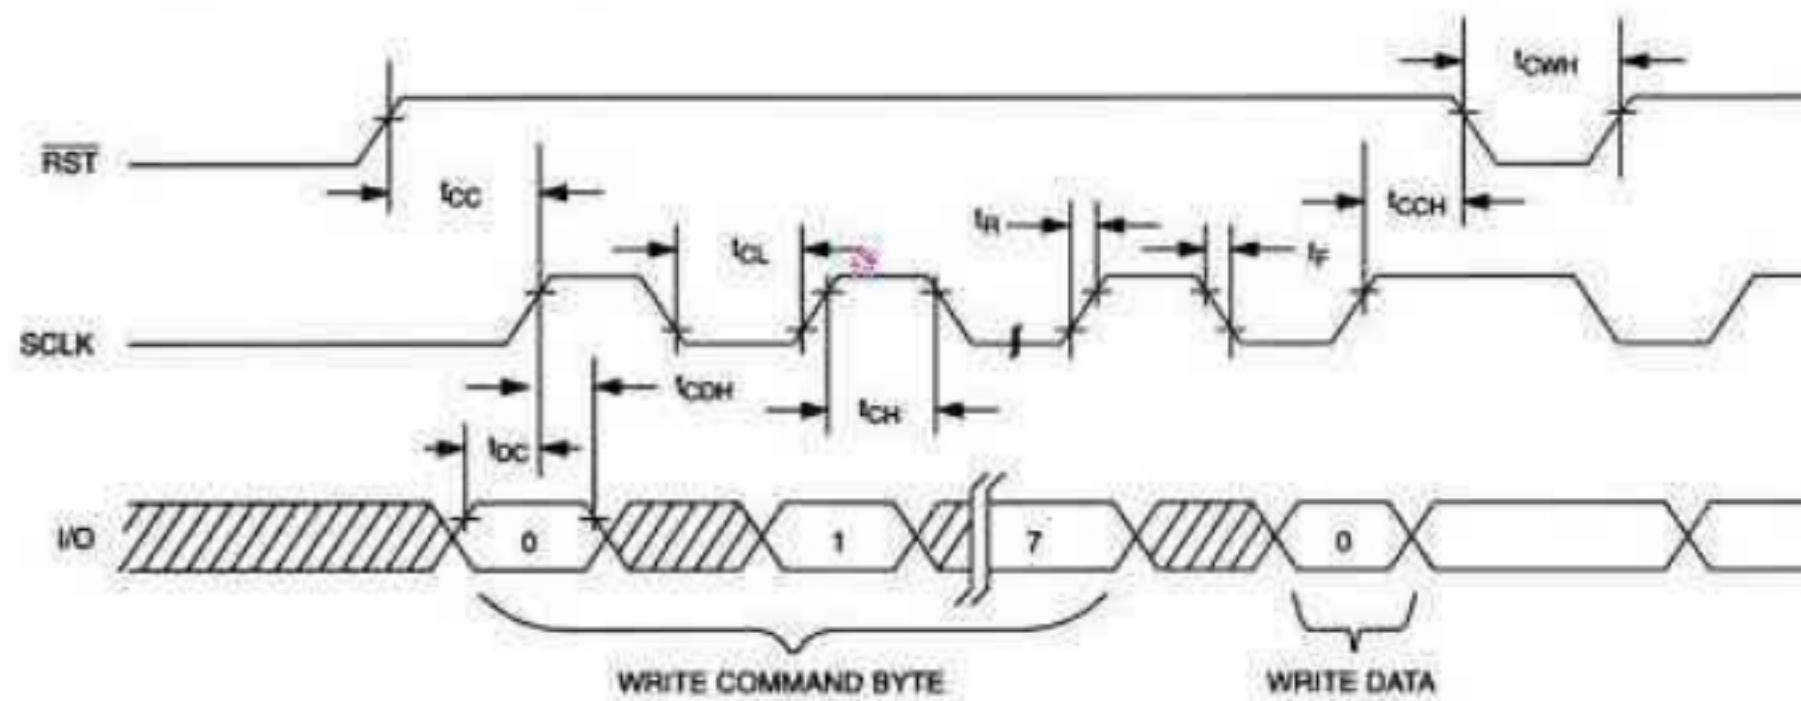 tCWH
RST
tCC
tCCH
tR
tCL
tF
SCLK
tCDH
tCH
tDC
I/O
0
1
7
0
WRITE COMMAND BYTE
WRITE DATA